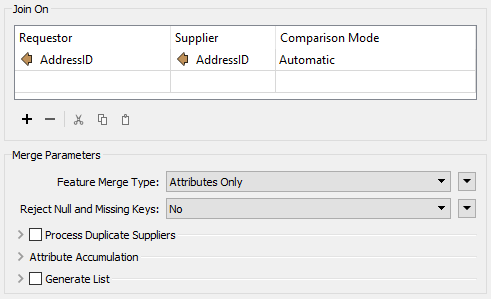 Join On
Requestor Supplier Comparison Mode
AddressID AddressID Automatic
Merge Parameters
Feature Merge Type: Attributes Only
Reject Null and Missing Keys: No
Process Duplicate Suppliers
Attribute Accumulation
Generate List